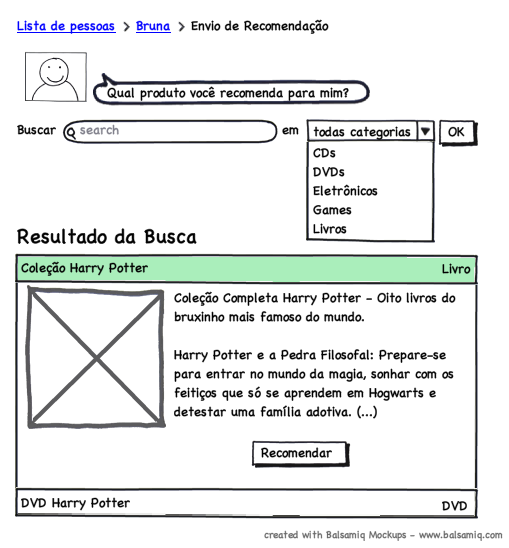 Lista de pessoas > Bruna > Envio de Recomendação
Qual produto você recomenda para mim?
Buscar search em todas categorias OK
CDs
DVDs
Eletrônicos
Games
Livros
Resultado da Busca
Coleção Harry Potter Livro
Coleção Completa Harry Potter - Oito livros do
bruxinho mais famoso do mundo.
Harry Potter e a Pedra Filosofal: Prepare-se
para entrar no mundo da magia, sonhar com os
feitiços que só se aprendem em Hogwarts e
detestar uma família adotiva. (...)
Recomendar
DVD Harry Potter DVD
created with Balsamiq Mockups - www.balsamiq.com